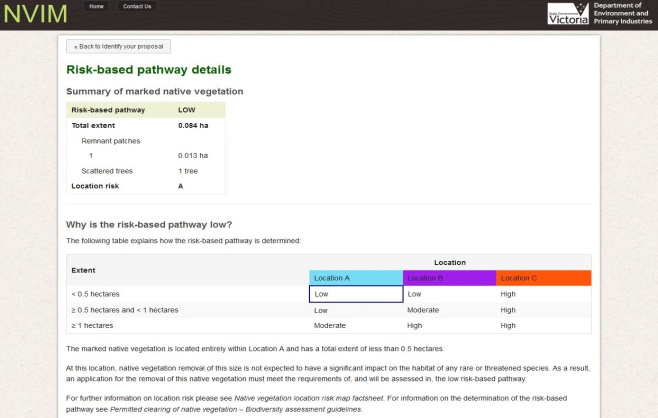 NVIM Home Contact Us Victoria Department of Environment and Primary Industries
« Back to Identify your proposal
Risk-based pathway details
Summary of marked native vegetation
Risk-based pathway LOW
Total extent 0.084 ha
Remnant patches
1 0.013 ha
Scattered trees 1 tree
Location risk A
Why is the risk-based pathway low?
The following table explains how the risk-based pathway is determined:
Extent Location
Location A Location B Location C
< 0.5 hectares Low Low High
≥ 0.5 hectares and < 1 hectares Low Moderate High
≥ 1 hectares Moderate High High
The marked native vegetation is located entirely within Location A and has a total extent of less than 0.5 hectares.
At this location, native vegetation removal of this size is not expected to have a significant impact on the habitat of any rare or threatened species. As a result,
an application for the removal of this native vegetation must meet the requirements of, and will be assessed in, the low risk-based pathway.
For further information on location risk please see Native vegetation location risk map factsheet. For information on the determination of the risk-based
pathway see Permitted clearing of native vegetation – Biodiversity assessment guidelines.